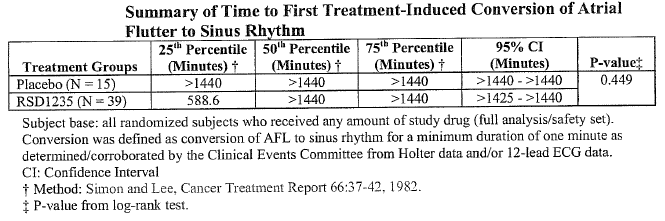 Summary of Time to First Treatment-Induced Conversion of Atrial
Flutter to Sinus Rhythm
Treatment Groups 25th Percentile (Minutes) † 50th Percentile (Minutes) † 75th Percentile (Minutes) † 95% CI (Minutes) P-value‡
Placebo (N = 15) >1440 >1440 >1440 >1440 - >1440 0.449
RSD1235 (N = 39) 588.6 >1440 >1440 >1425 - >1440
Subject base: all randomized subjects who received any amount of study drug (full analysis/safety set).
Conversion was defined as conversion of AFL to sinus rhythm for a minimum duration of one minute as
determined/corroborated by the Clinical Events Committee from Holter data and/or 12-lead ECG data.
CI: Confidence Interval
† Method: Simon and Lee, Cancer Treatment Report 66:37-42, 1982.
‡ P-value from log-rank test.